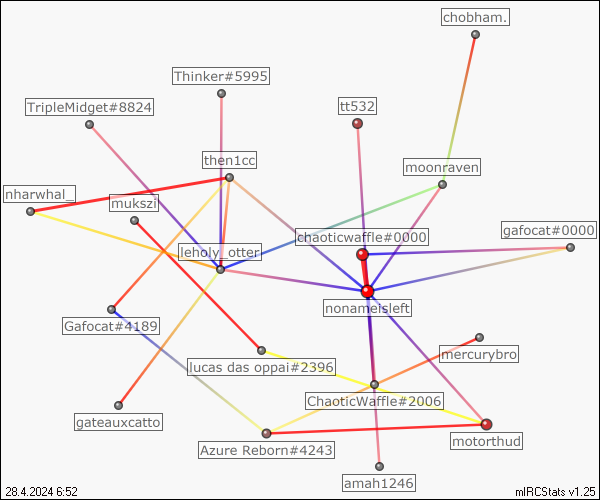 chobham.
Thinker#5995
TripleMidget#8824
tt532
then1cc
moonraven
nharwhal_
mukszi
gafocat#0000
chaoticwaffle#0000
leholy_otter
nonameisleft
Gafocat#4189
mercurybro
lucas das oppai#2396
ChaoticWaffle#2006
gateauxcatto
motorthud
Azure Reborn#4243
amah1246
28.4.2024 6:52
mIRCStats v1.25